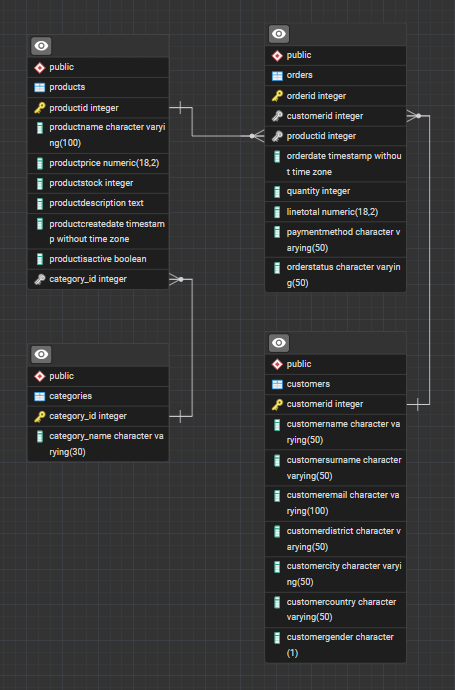 public
products
productid integer
productname character varyi
ng(100)
productprice numeric(18,2)
productstock integer
productdescription text
productcreatedate timestam
p without time zone
productisactive boolean
category_id integer
public
categories
category_id integer
category_name character va
rying(30)
public
orders
orderid integer
customerid integer
productid integer
orderdate timestamp withou
t time zone
quantity integer
linetotal numeric(18,2)
paymentmethod character v
arying(50)
orderstatus character varyin
g(50)
public
customers
customerid integer
customername character va
rying(50)
customersurname character
varying(50)
customeremail character va
rying(100)
customerdistrict character v
arying(50)
customercity character varyi
ng(50)
customercountry character
varying(50)
customergender character
(1)